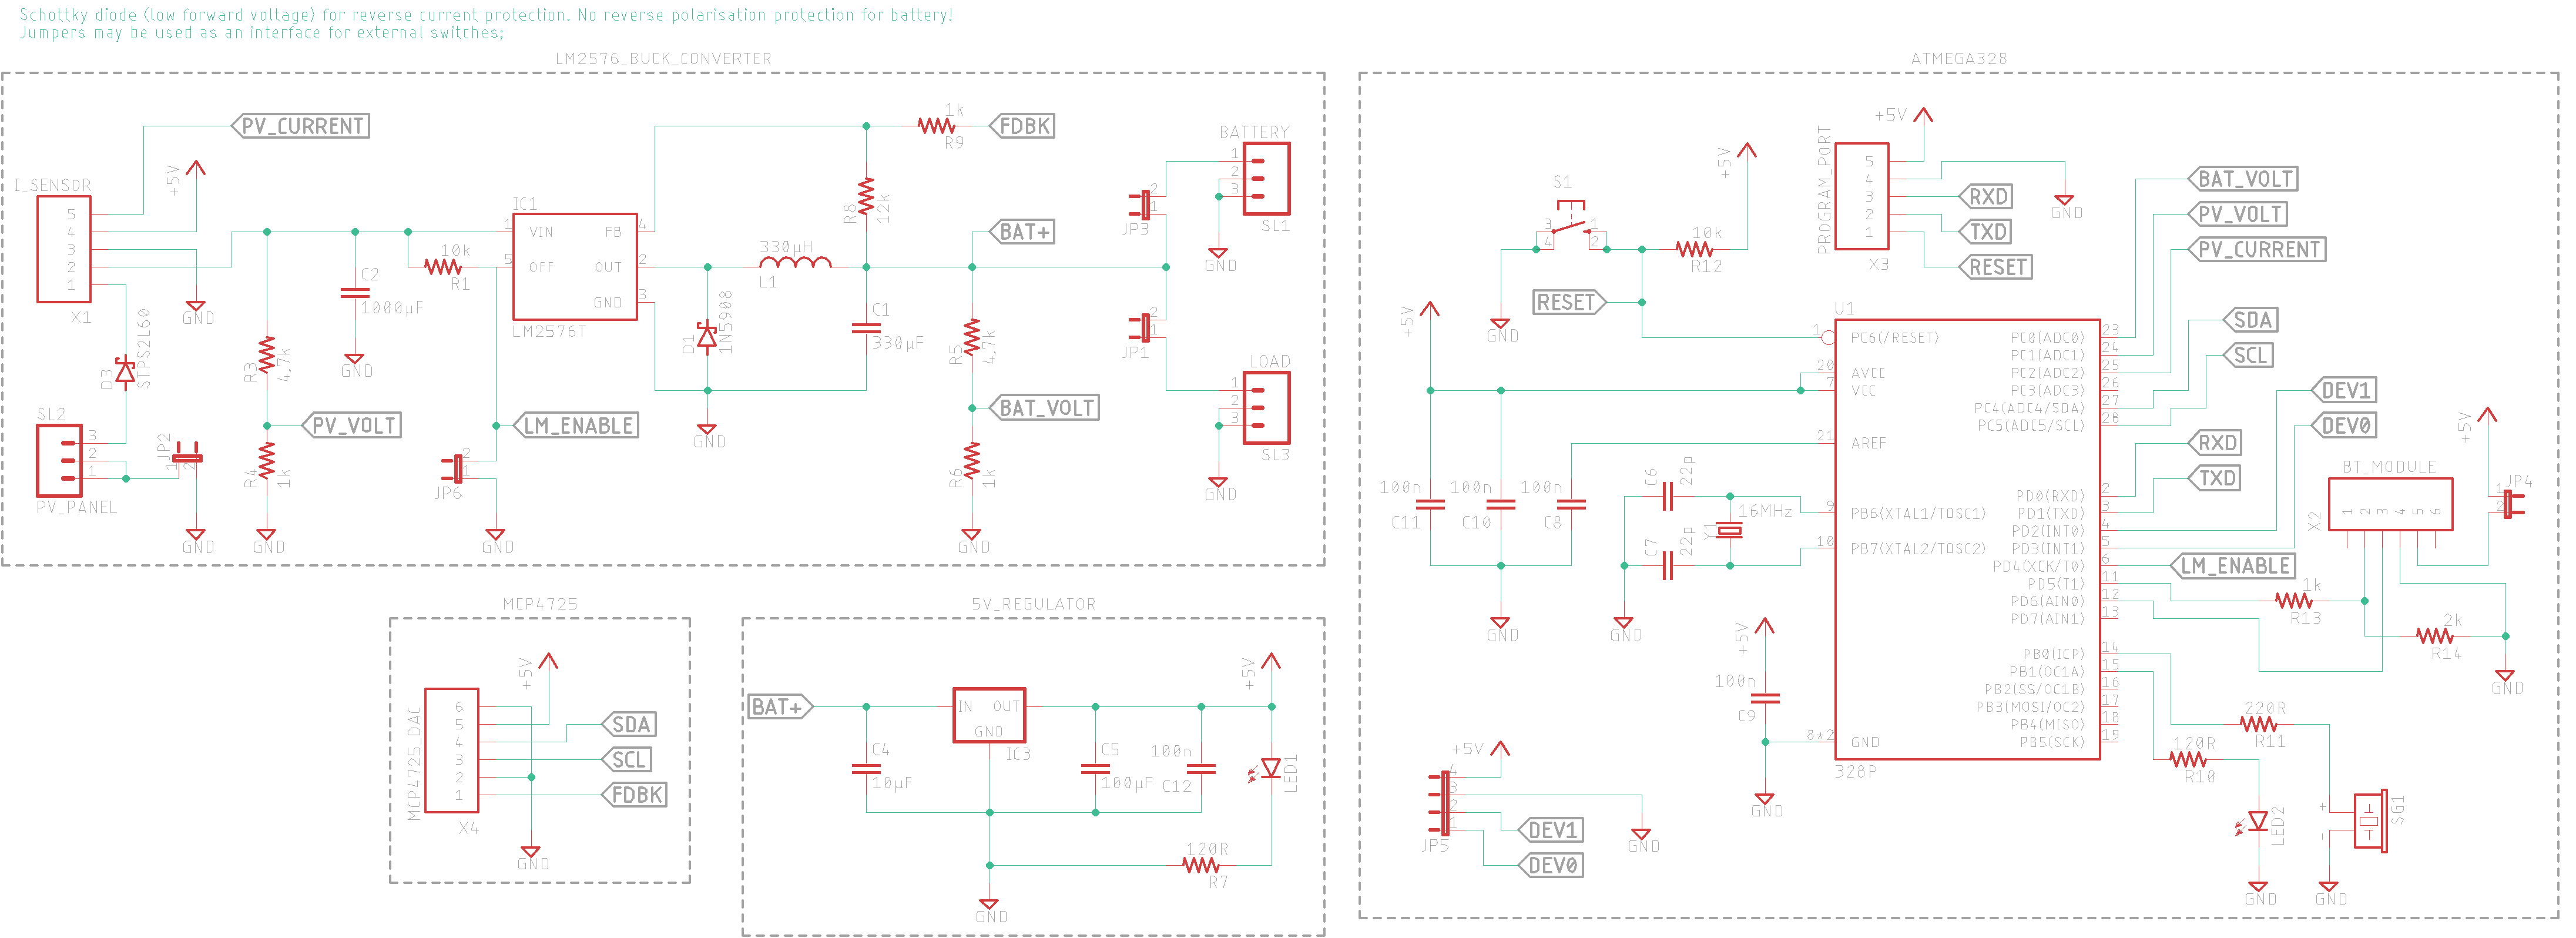 Schottky diode (low forward voltage) for reverse current protection. No reverse polarisation protection for battery!
Jumpers may be used as an interface for external switches;
LM2576_BUCK_CONVERTER
PV_CURRENT
+5V
I_SENSOR
5
4
3
2
1
X1
GND
D3
STPS2L60
SL2
3
2
1
PV_PANEL
JP2
1
2
GND
R3
4,7k
PV_VOLT
R4
1k
GND
C2
1000µF
GND
10k
R1
IC1
1
VIN
5
OFF
FB
4
OUT
2
GND
3
LM2576T
LM_ENABLE
JP6
2
1
GND
1k
R9
FDBK
R8
12k
330µH
L1
D1
1N5908
GND
C1
330µF
BAT+
R5
4,7k
BAT_VOLT
R6
1k
GND
JP3
2
1
JP1
2
1
BATTERY
1
2
3
SL1
GND
LOAD
1
2
3
SL3
GND
MCP4725
+5V
MCP4725_DAC
6
5
4
3
2
1
X4
SDA
SCL
FDBK
GND
5V_REGULATOR
BAT+
C4
10µF
IN
OUT
GND
IC3
C5
100µF
100n
C12
+5V
LED1
120R
R7
GND
ATMEGA328
S1
3
4
1
2
GND
10k
R12
+5V
RESET
+5V
PROGRAM_PORT
5
4
3
2
1
X3
RXD
TXD
RESET
GND
+5V
100n
C11
100n
C10
100n
C8
GND
C6
22p
C7
22p
Y1
16MHz
GND
U1
1
PC6(/RESET)
20
AVCC
7
VCC
21
AREF
9
PB6(XTAL1/TOSC1)
10
PB7(XTAL2/TOSC2)
8*2
GND
328P
PC0(ADC0)
23
PC1(ADC1)
24
PC2(ADC2)
25
PC3(ADC3)
26
PC4(ADC4/SDA)
27
PC5(ADC5/SCL)
28
PD0(RXD)
2
PD1(TXD)
3
PD2(INT0)
4
PD3(INT1)
5
PD4(XCK/T0)
6
PD5(T1)
11
PD6(AIN0)
12
PD7(AIN1)
13
PB0(ICP)
14
PB1(OC1A)
15
PB2(SS/OC1B)
16
PB3(MOSI/OC2)
17
PB4(MISO)
18
PB5(SCK)
19
BAT_VOLT
PV_VOLT
PV_CURRENT
SDA
SCL
DEV1
DEV0
RXD
TXD
LM_ENABLE
+5V
100n
C9
GND
+5V
JP5
4
3
2
1
DEV1
DEV0
GND
BT_MODULE
X2
1
2
3
4
5
6
+5V
JP4
1
2
1k
R13
2k
R14
GND
220R
R11
120R
R10
LED2
GND
+
-
SG1
GND